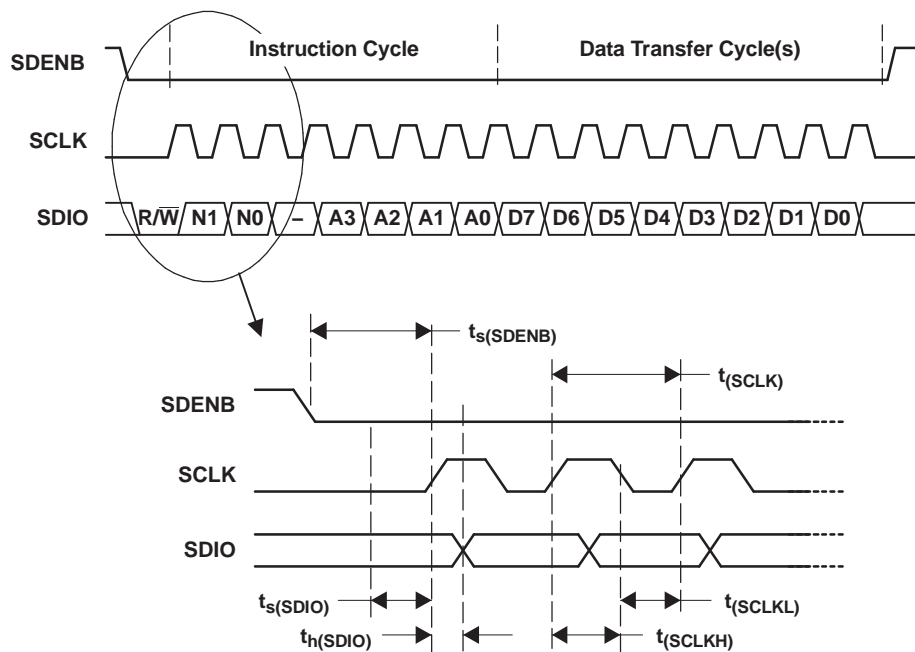 Instruction Cycle Data Transfer Cycle(s)
SDENB
SCLK
SDIO R/W̅ N1 N0 – A3 A2 A1 A0 D7 D6 D5 D4 D3 D2 D1 D0
ts(SDENB)
t(SCLK)
SDENB
SCLK
SDIO
ts(SDIO) t(SCLKL)
th(SDIO) t(SCLKH)